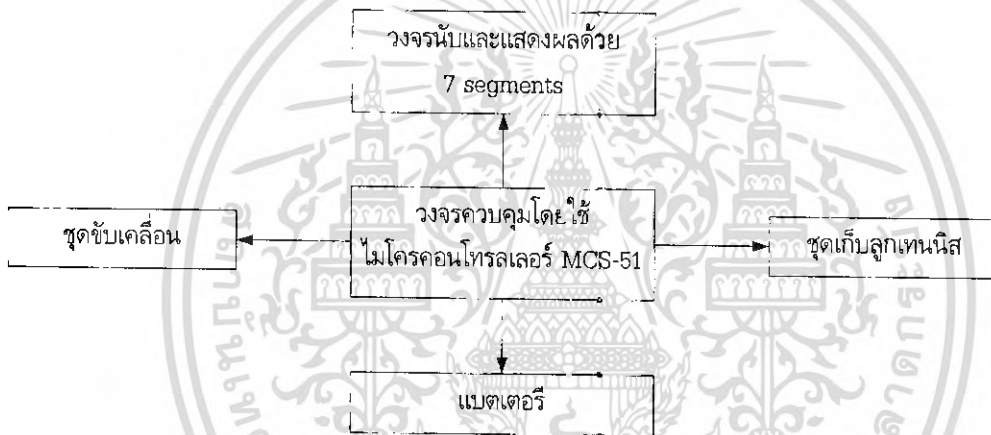 วงจรนับและแสดงผลด้วย
7 segments
ชุดขับเคลื่อน
วงจรควบคุมโดยใช้
ไมโครคอนโทรลเลอร์ MCS-51
ชุดเก็บลูกเทนนิส
แบตเตอรี่